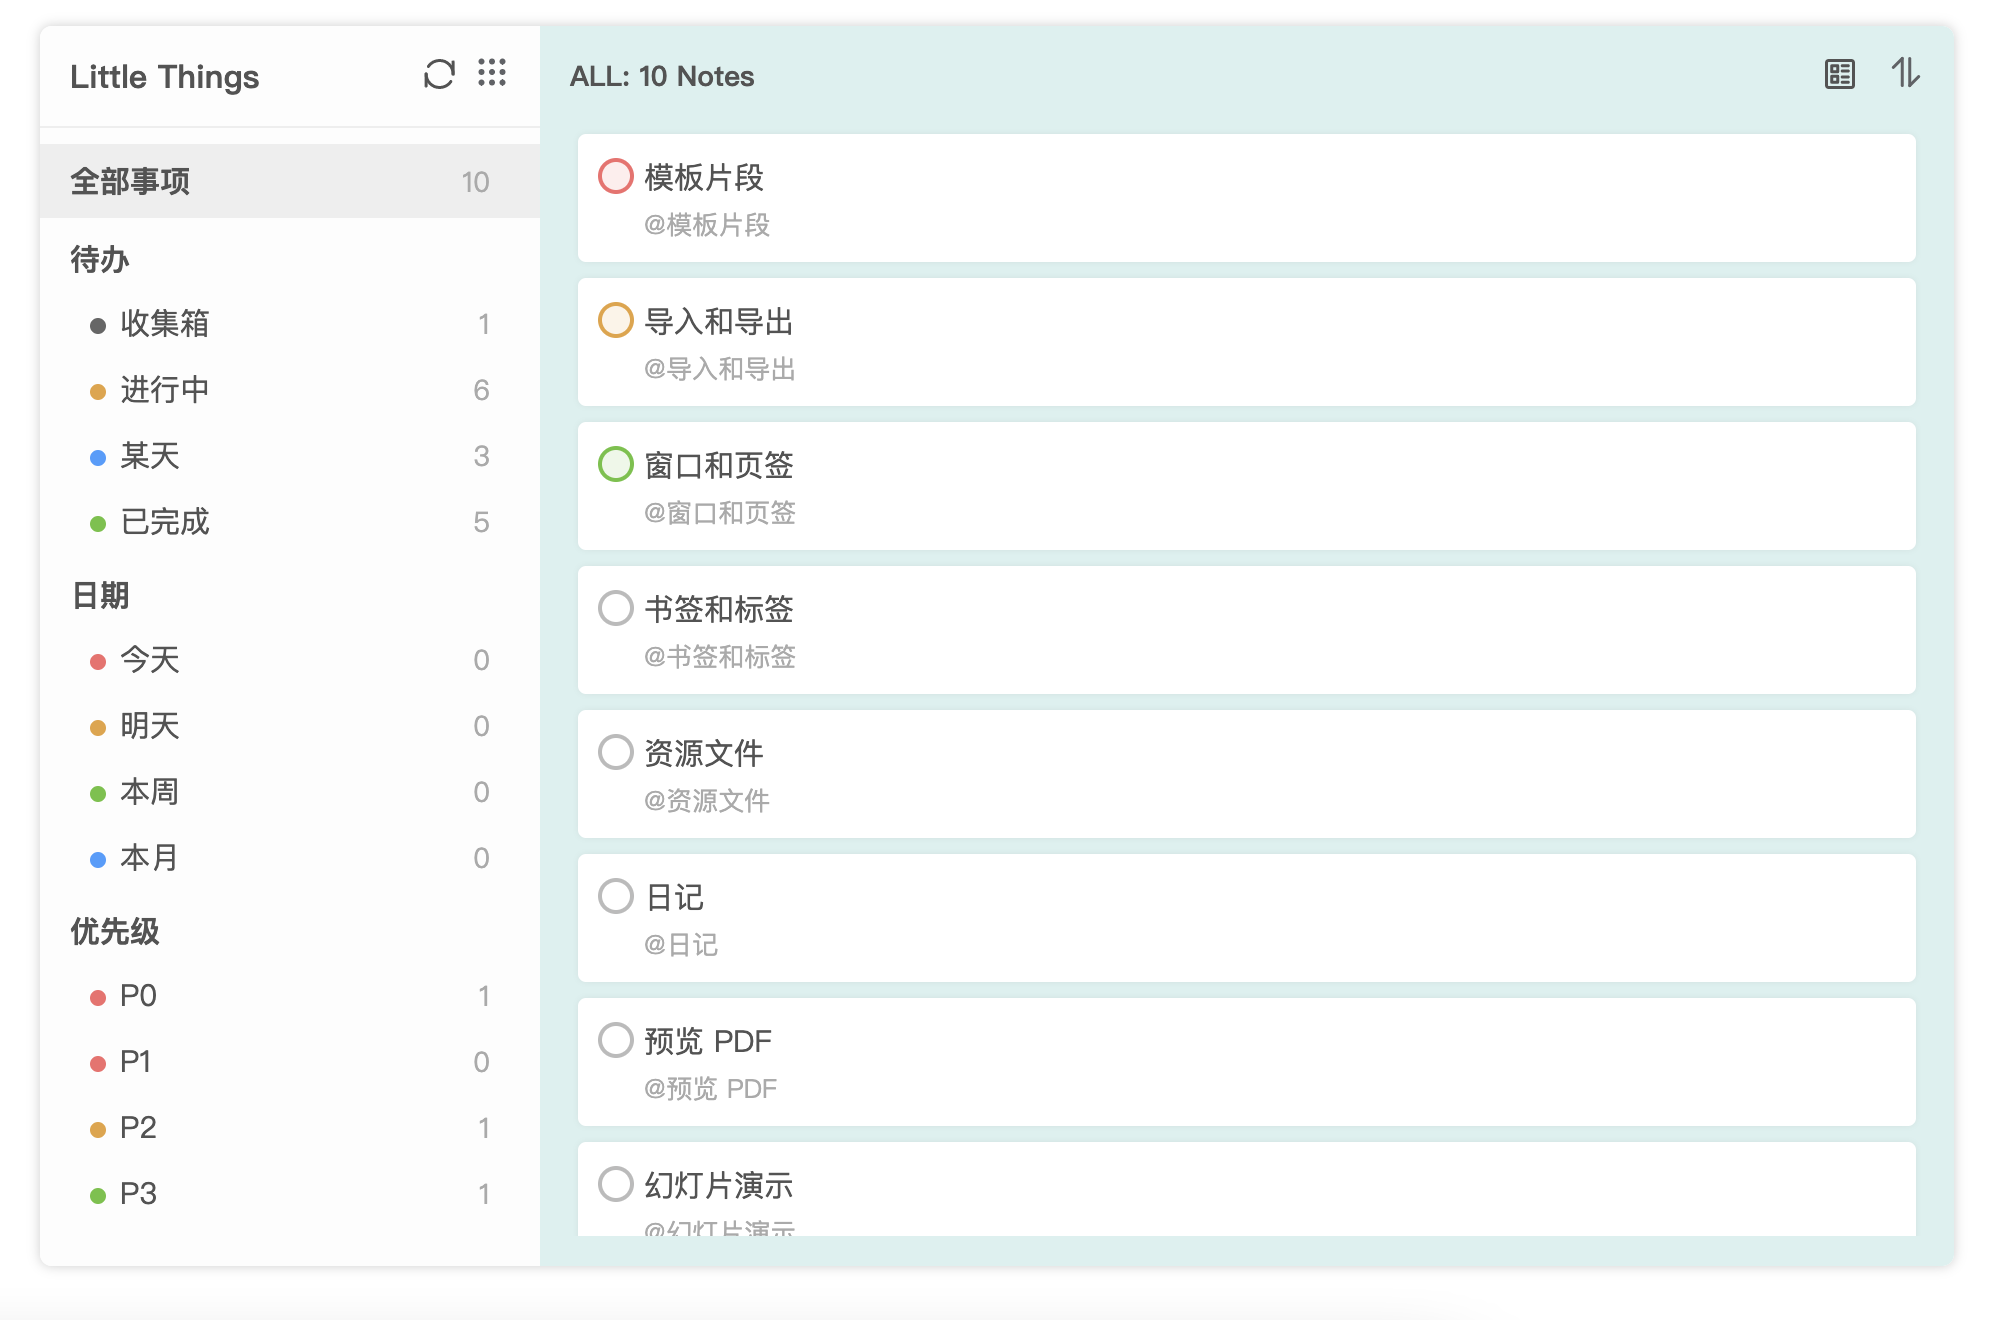 Little Things
全部事项 10
待办
收集箱 1
进行中 6
某天 3
已完成 5
日期
今天 0
明天 0
本周 0
本月 0
优先级
P0 1
P1 0
P2 1
P3 1
ALL: 10 Notes
模板片段
@模板片段
导入和导出
@导入和导出
窗口和页签
@窗口和页签
书签和标签
@书签和标签
资源文件
@资源文件
日记
@日记
预览 PDF
@预览 PDF
幻灯片演示
@幻灯片演示